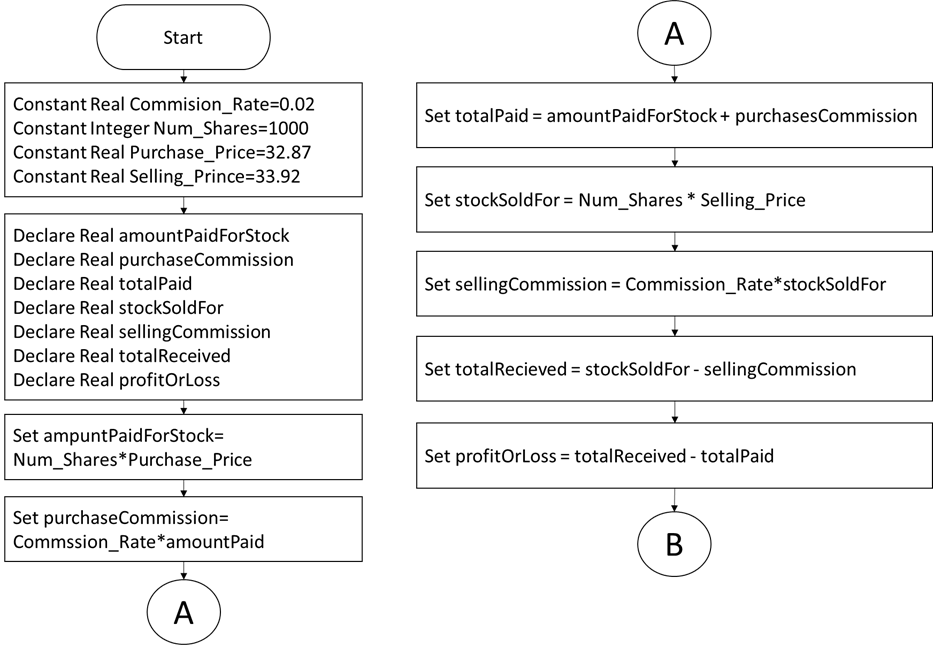 Start
Constant Real Commision_Rate=0.02
Constant Integer Num_Shares=1000
Constant Real Purchase_Price=32.87
Constant Real Selling_Prince=33.92
Declare Real amountPaidForStock
Declare Real purchaseCommission
Declare Real totalPaid
Declare Real stockSoldFor
Declare Real sellingCommission
Declare Real totalReceived
Declare Real profitOrLoss
Set ampuntPaidForStock=
Num_Shares*Purchase_Price
Set purchaseCommission=
Commssion_Rate*amountPaid
A
A
Set totalPaid = amountPaidForStock + purchasesCommission
Set stockSoldFor = Num_Shares * Selling_Price
Set sellingCommission = Commission_Rate*stockSoldFor
Set totalRecieved = stockSoldFor - sellingCommission
Set profitOrLoss = totalReceived - totalPaid
B